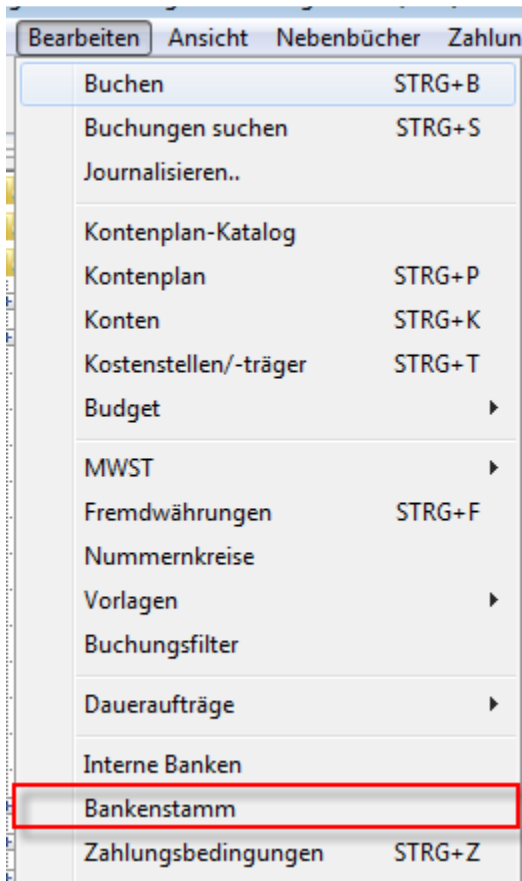 Bearbeiten Ansicht Nebenbücher Zahlun
Buchen STRG+B
Buchungen suchen STRG+S
Journalisieren..
Kontenplan-Katalog
Kontenplan STRG+P
Konten STRG+K
Kostenstellen/-träger STRG+T
Budget
MWST
Fremdwährungen STRG+F
Nummernkreise
Vorlagen
Buchungsfilter
Daueraufträge
Interne Banken
Bankenstamm
Zahlungsbedingungen STRG+Z